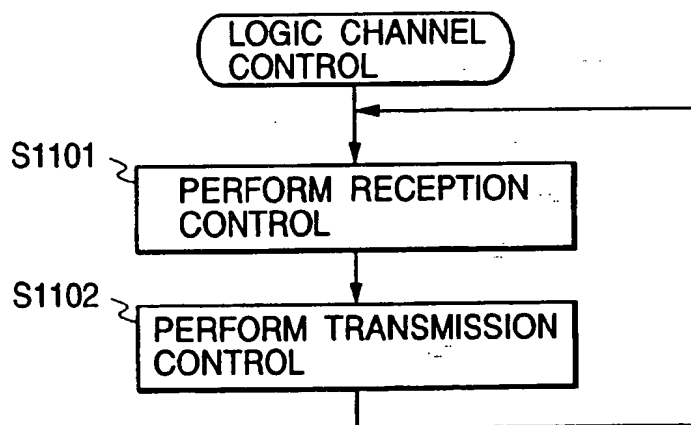 LOGIC CHANNEL
CONTROL
S1101
PERFORM RECEPTION
CONTROL
S1102
PERFORM TRANSMISSION
CONTROL